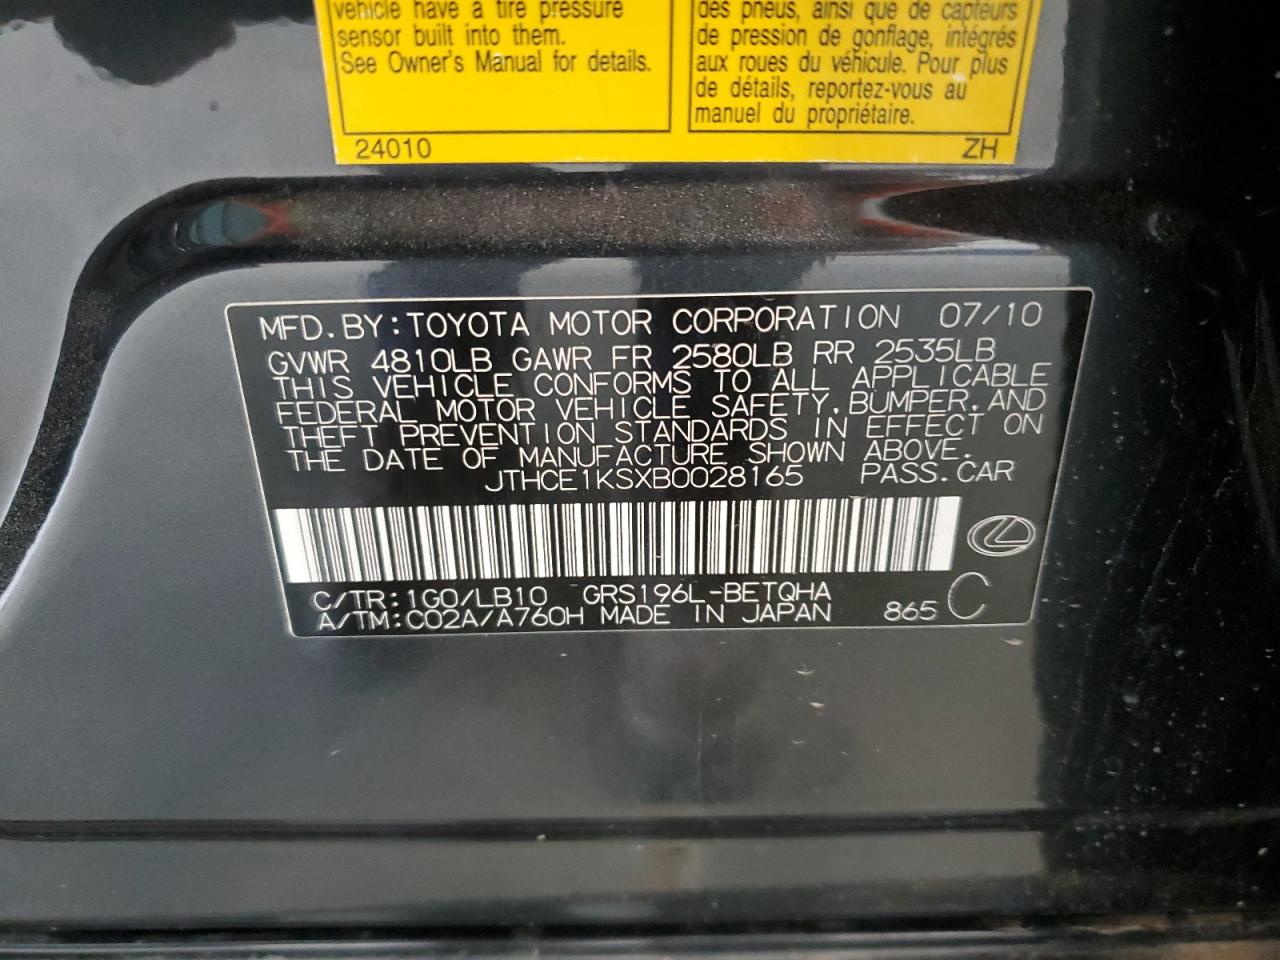 vehicle have a tire pressure
sensor built into them.
See Owner's Manual for details.
des pneus, ainsi que de capteurs
de pression de gonflage, intégrés
aux roues du véhicule. Pour plus
de détails, reportez-vous au
manuel du propriétaire.
24010
ZH
MFD.BY:TOYOTA MOTOR CORPORATION 07/10
GVWR 4810LB GAWR FR 2580LB RR 2535LB
THIS VEHICLE CONFORMS TO ALL APPLICABLE
FEDERAL MOTOR VEHICLE SAFETY,BUMPER,AND
THEFT PREVENTION STANDARDS IN EFFECT ON
THE DATE OF MANUFACTURE SHOWN ABOVE.
JTHCE1KSXB0028165 PASS.CAR
C/TR:1G0/LB10 GRS196L-BETQHA
A/TM:C02A/A760H MADE IN JAPAN 865 C